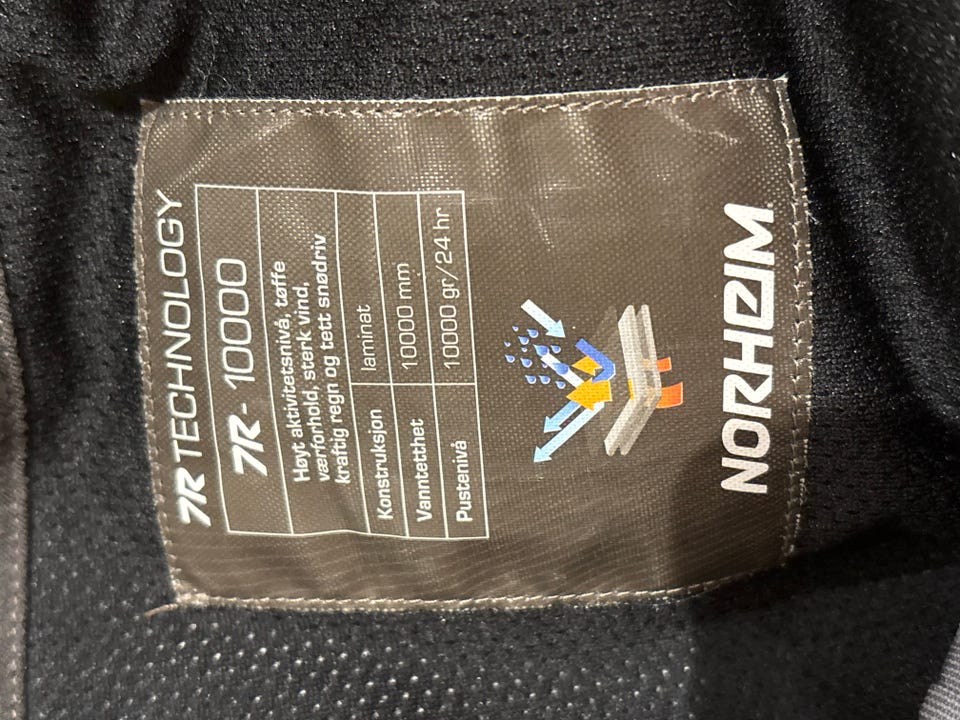 7R TECHNOLOGY
7R - 10000
Høyt aktivitetsnivå, tøffe
værforhold, sterk vind,
kraftig regn og tett snødriv
Konstruksjon laminat
Vanntetthet 10000 mm
Pustenivå 10000 gr/24 hr
NORHEIM